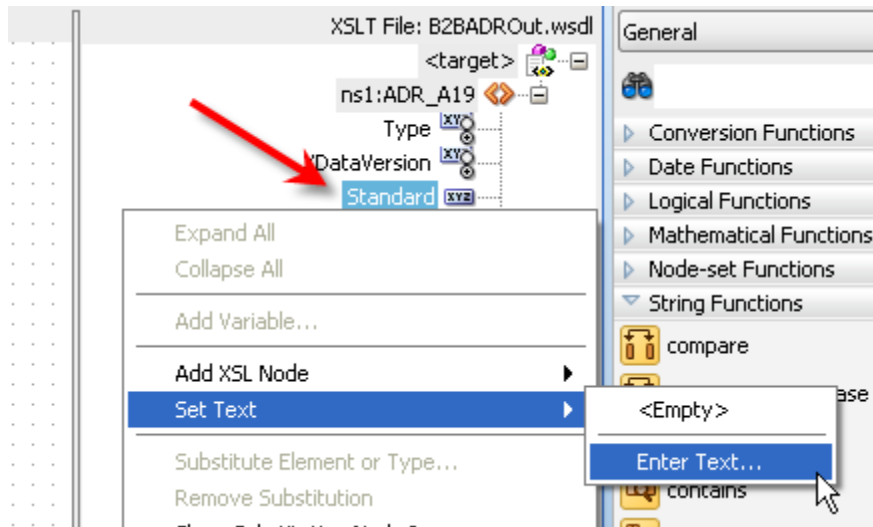 XSLT File: B2BADROut.wsdl
<target>
ns1:ADR_A19
Type
DataVersion
Standard
Expand All
Collapse All
Add Variable...
Add XSL Node
Set Text
Substitute Element or Type...
Remove Substitution
<Empty>
Enter Text...
General
Conversion Functions
Date Functions
Logical Functions
Mathematical Functions
Node-set Functions
String Functions
compare
ase
contains